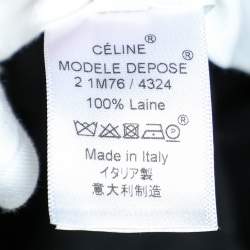 CÉLINE®
MODELE DEPOSE®
2 1M76 / 4324
100% Laine
Made in Italy
イタリア製
意大利制造